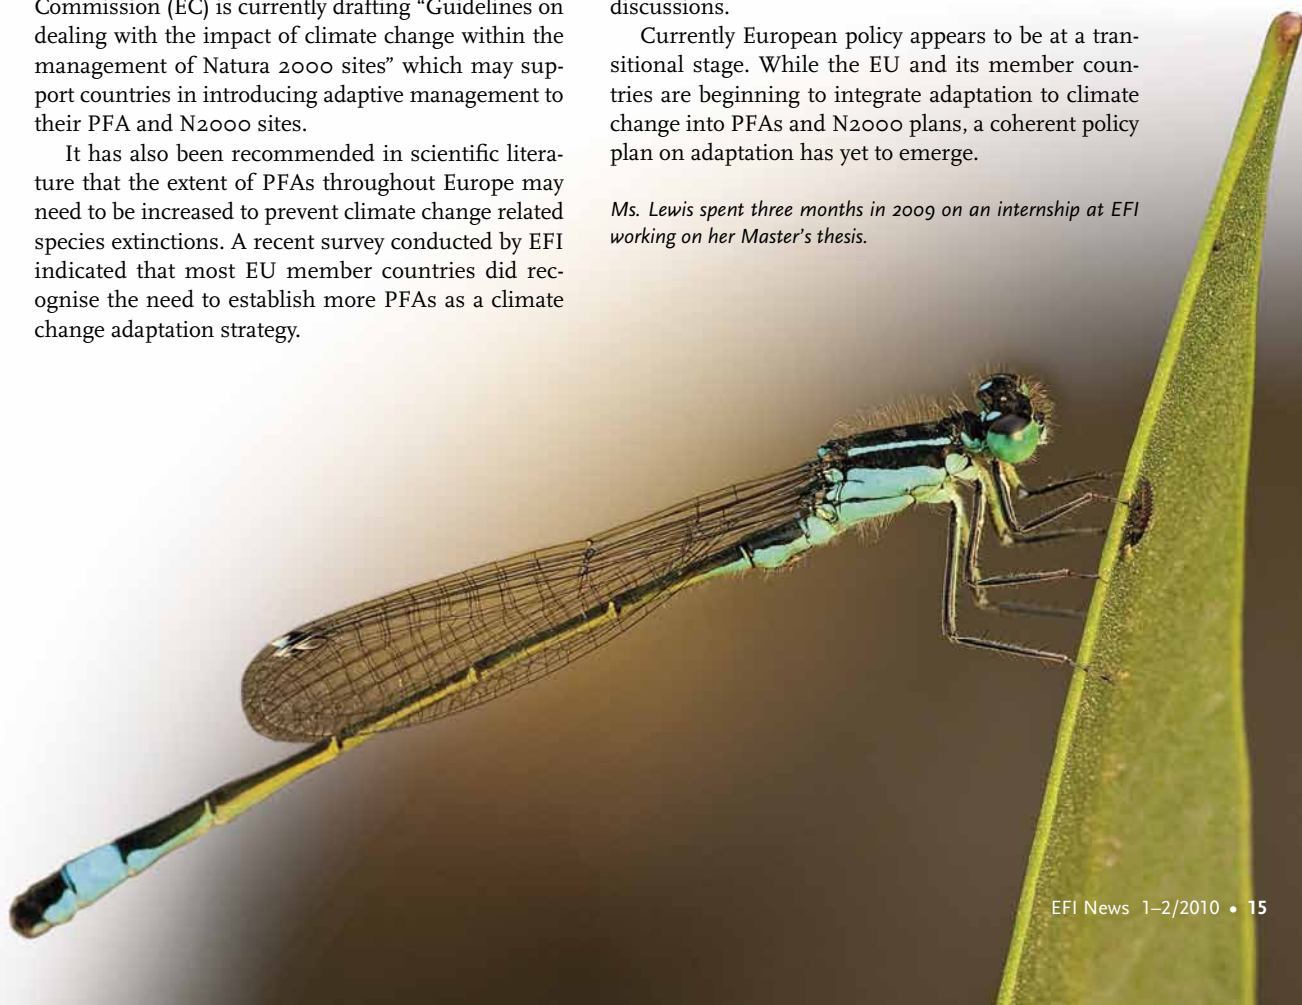 Commission (EC) is currently drafting “Guidelines on
dealing with the impact of climate change within the
management of Natura 2000 sites” which may sup-
port countries in introducing adaptive management to
their PFA and N2000 sites.
It has also been recommended in scientific litera-
ture that the extent of PFAs throughout Europe may
need to be increased to prevent climate change related
species extinctions. A recent survey conducted by EFI
indicated that most EU member countries did rec-
ognise the need to establish more PFAs as a climate
change adaptation strategy.
discussions.
Currently European policy appears to be at a tran-
sitional stage. While the EU and its member coun-
tries are beginning to integrate adaptation to climate
change into PFAs and N2000 plans, a coherent policy
plan on adaptation has yet to emerge.
Ms. Lewis spent three months in 2009 on an internship at EFI
working on her Master’s thesis.
EFI News 1–2/2010 • 15